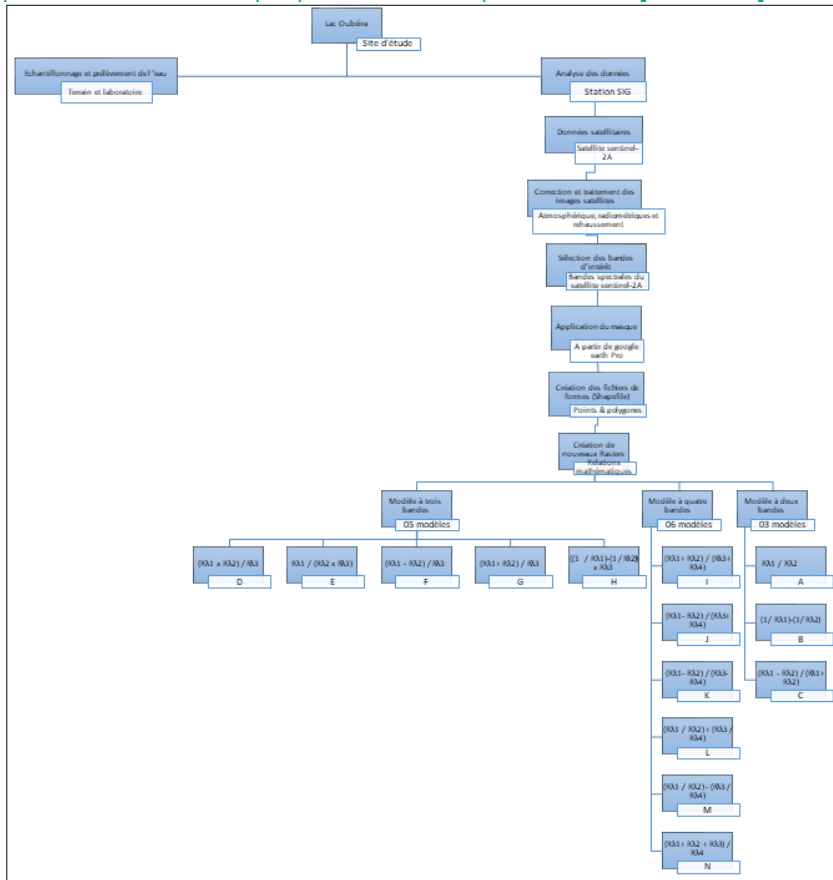 Lac Oubéira
Site d'étude
Echantillonnage et prélèvement de l'eau
Terrain et laboratoire
Analyse des données
Station SIG
Données satellitaires
Satellite sentinel-
2A
Correction et traitement des
images satellites
Atmosphérique, radiométriques et
rehaussement
Sélection des bandes
d'intérêt
Bandes spectrales du
satellite sentinel-2A
Application du masque
A partir de google
earth Pro
Création des fichiers de
formes (Shapefile)
Points & polygones
Création de
nouveaux Rasters
Relations
mathématiques
Modèle à trois
bandes
05 modèles
Modèle à quatre
bandes
06 modèles
Modèle à deux
bandes
03 modèles
(Rλ1 x Rλ2) / Rλ3
D
Rλ1 / (Rλ2 x Rλ3)
E
(Rλ1 - Rλ2) / Rλ3
F
(Rλ1+ Rλ2) / Rλ3
G
((1 / Rλ1)-(1/ Rλ2))
x Rλ3
H
(Rλ1+ Rλ2) / (Rλ3+
Rλ4)
I
(Rλ1- Rλ2) / (Rλ3+
Rλ4)
J
(Rλ1- Rλ2) / (Rλ3-
Rλ4)
K
(Rλ1 / Rλ2)+ (Rλ3 /
Rλ4)
L
(Rλ1 / Rλ2)- (Rλ3 /
Rλ4)
M
(Rλ1+ Rλ2 + Rλ3) /
Rλ4
N
Rλ1 / Rλ2
A
(1/ Rλ1)-(1/ Rλ2)
B
(Rλ1 - Rλ2) / (Rλ1+
Rλ2)
C